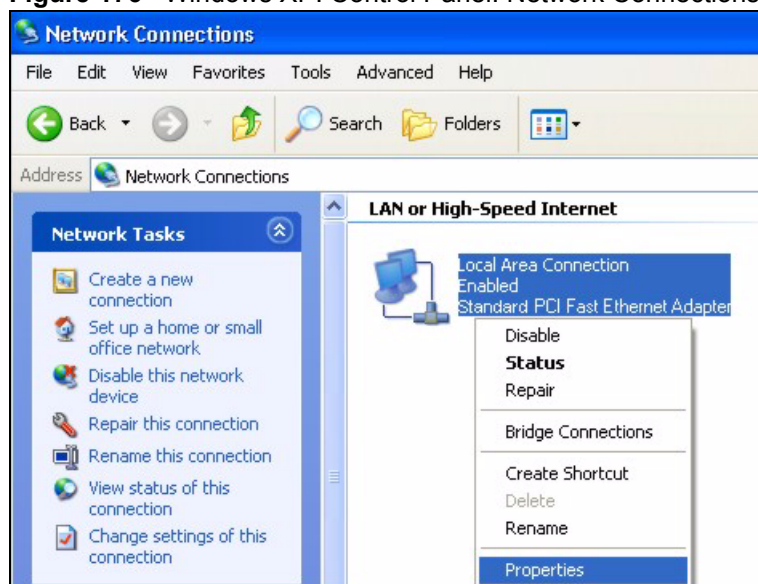 Network Connections
File Edit View Favorites Tools Advanced Help
Back Search Folders
Address Network Connections
Network Tasks
Create a new
connection
Set up a home or small
office network
Disable this network
device
Repair this connection
Rename this connection
View status of this
connection
Change settings of this
connection
LAN or High-Speed Internet
Local Area Connection
Enabled
Standard PCI Fast Ethernet Adapter
Disable
Status
Repair
Bridge Connections
Create Shortcut
Delete
Rename
Properties